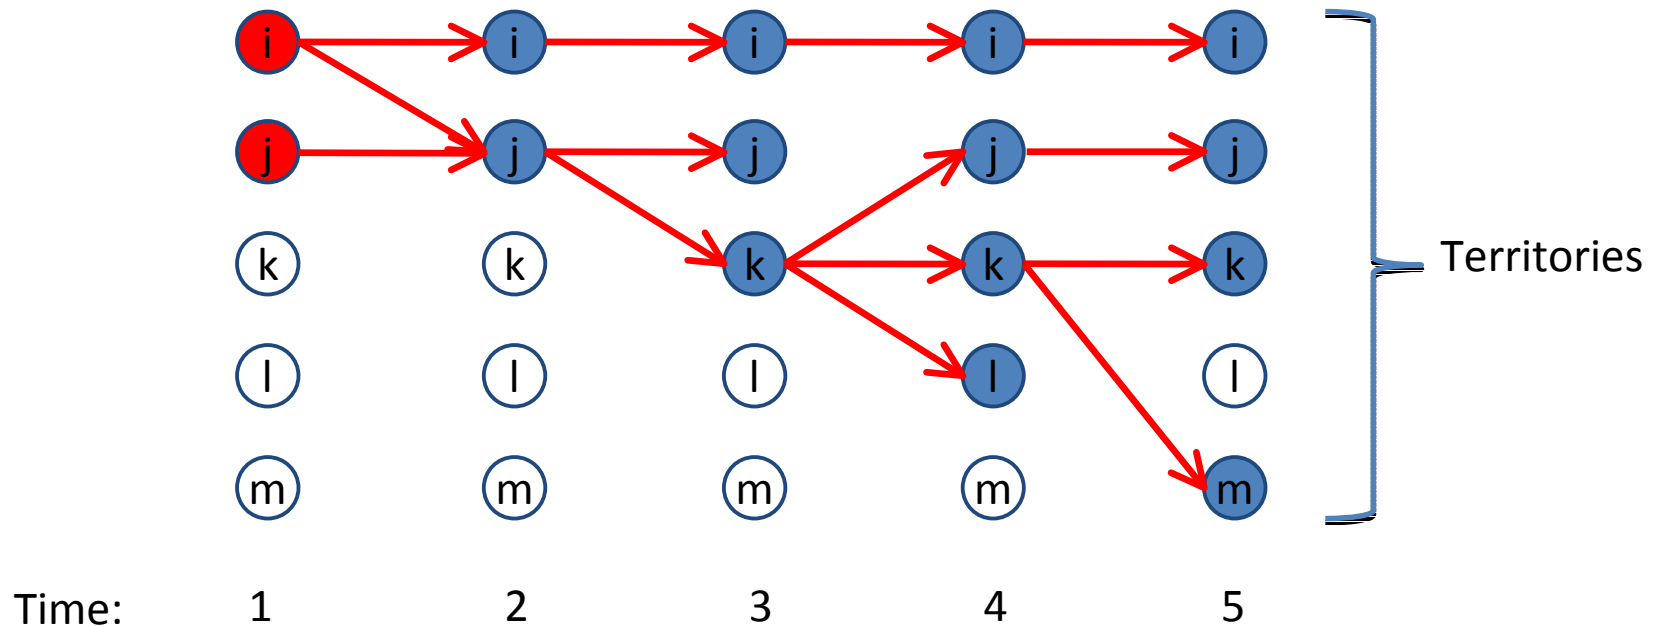 i i i i i
j j j j j
k k k k k
Territories
l l l l l
m m m m m
Time: 1 2 3 4 5